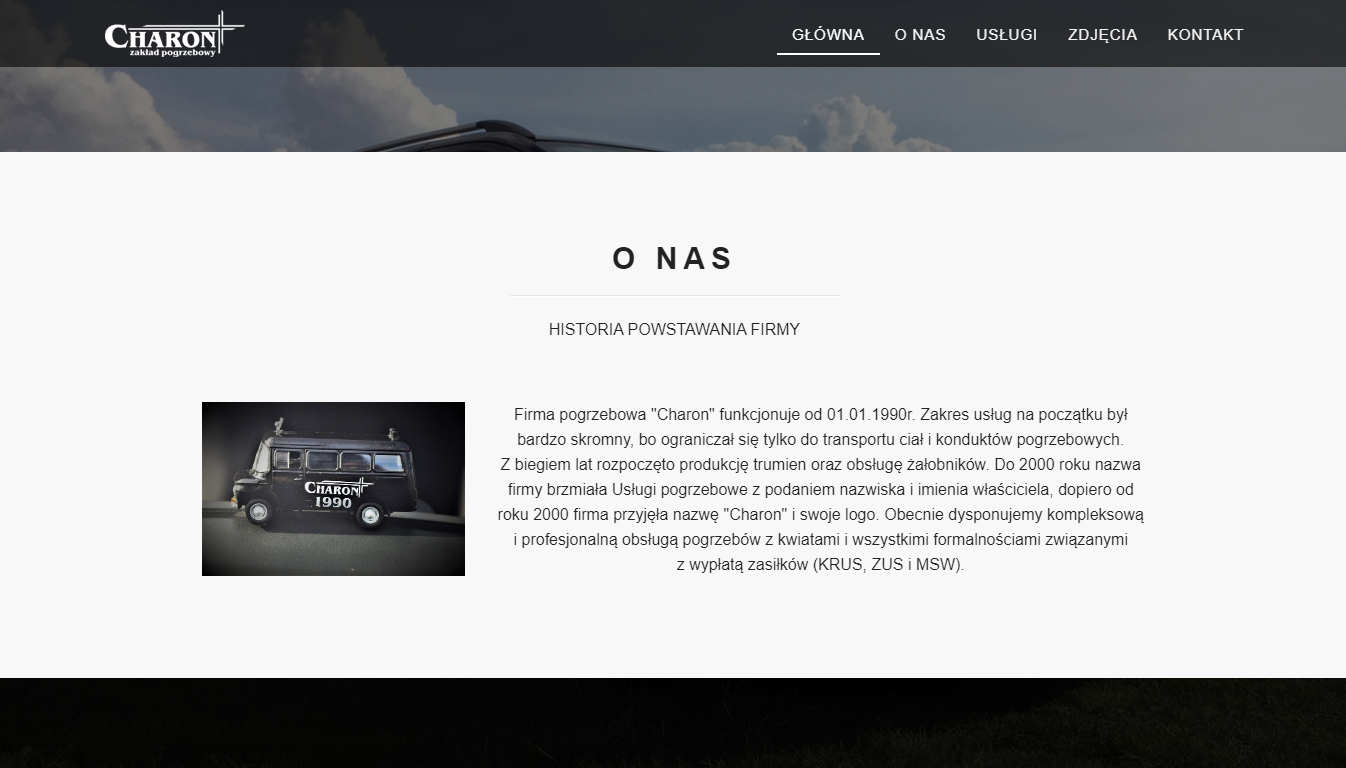 CHARON
zakład pogrzebowy
GŁÓWNA
O NAS
USŁUGI
ZDJĘCIA
KONTAKT
O NAS
HISTORIA POWSTAWANIA FIRMY
CHARON
1990
Firma pogrzebowa "Charon" funkcjonuje od 01.01.1990r. Zakres usług na początku był
bardzo skromny, bo ograniczał się tylko do transportu ciał i konduktów pogrzebowych.
Z biegiem lat rozpoczęto produkcję trumien oraz obsługę żałobników. Do 2000 roku nazwa
firmy brzmiała Usługi pogrzebowe z podaniem nazwiska i imienia właściciela, dopiero od
roku 2000 firma przyjęła nazwę "Charon" i swoje logo. Obecnie dysponujemy kompleksową
i profesjonalną obsługą pogrzebów z kwiatami i wszystkimi formalnościami związanymi
z wypłatą zasiłków (KRUS, ZUS i MSW).